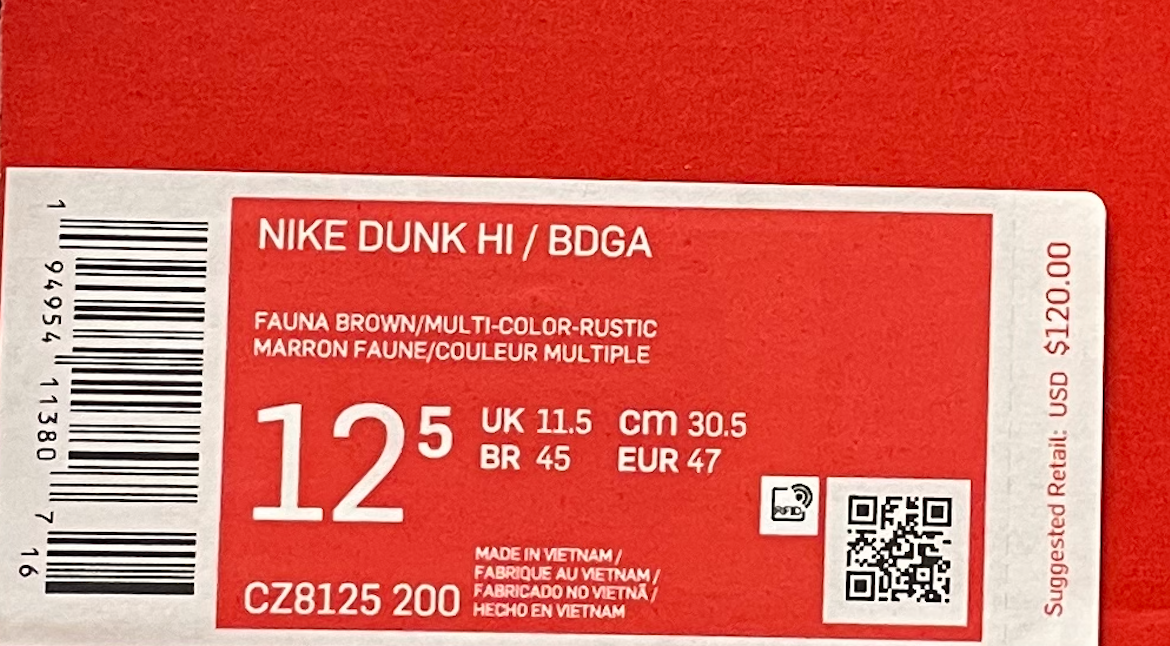 NIKE DUNK HI / BDGA
FAUNA BROWN/MULTI-COLOR-RUSTIC
MARRON FAUNE/COULEUR MULTIPLE
12 5
UK 11.5 cm 30.5
BR 45 EUR 47
RFID
CZ8125 200
MADE IN VIETNAM /
FABRIQUE AU VIETNAM /
FABRICADO NO VIETNÃ /
HECHO EN VIETNAM
1 94954 11380 7
16
Suggested Retail: USD $120.00